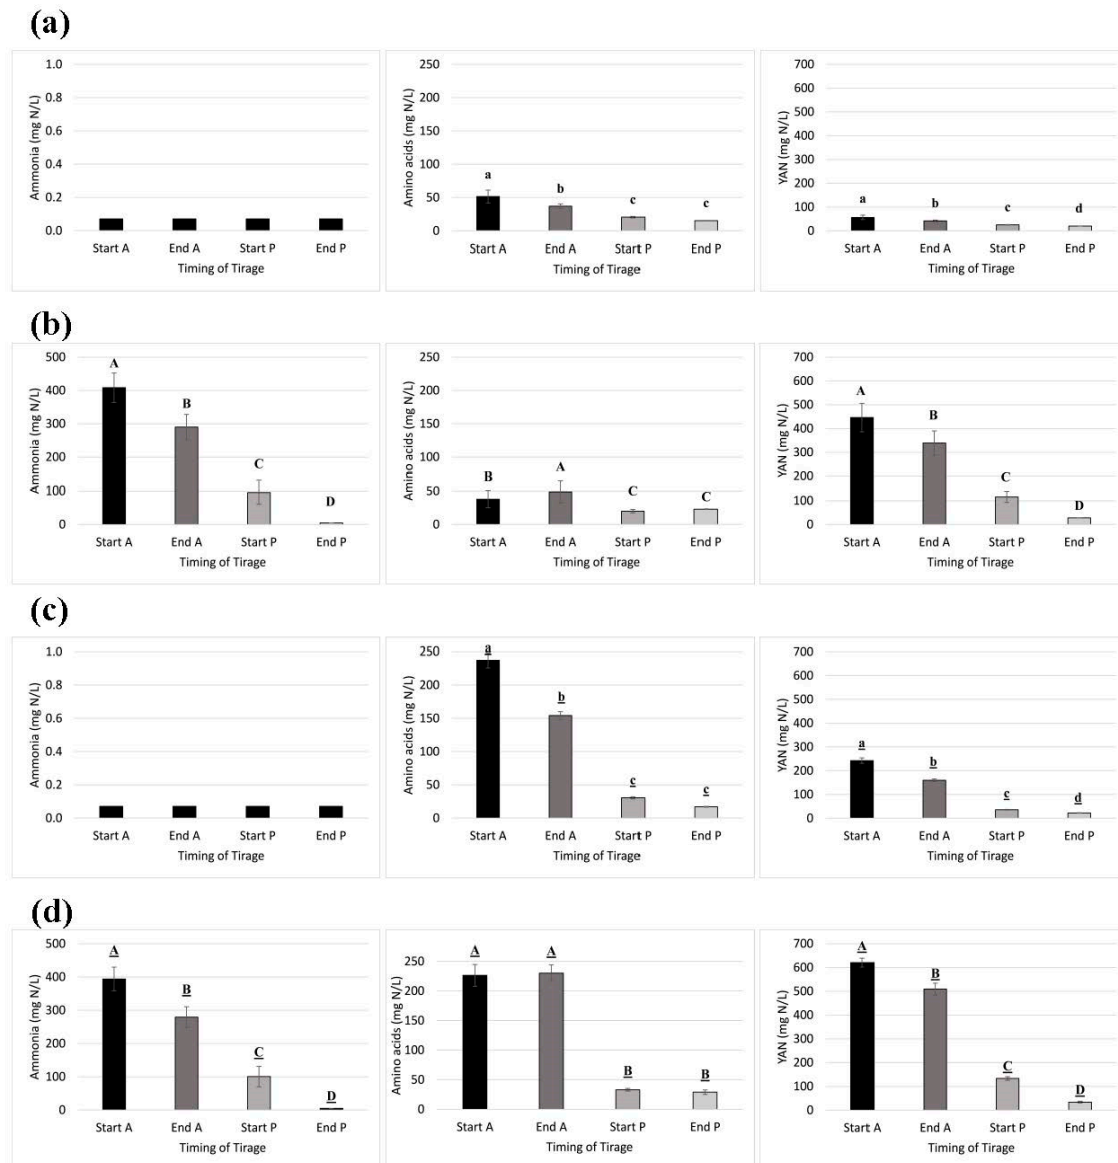 (a)
1.0
0.8
0.6
0.4
0.2
0.0
Ammonia (mg N/L)
Start A End A Start P End P
Timing of Tirage
250
200
150
100
50
0
Amino acids (mg N/L)
a b c c
Start A End A Start P End P
Timing of Tirage
700
600
500
400
300
200
100
0
YAN (mg N/L)
a b c d
Start A End A Start P End P
Timing of Tirage
(b)
500
400
300
200
100
0
Ammonia (mg N/L)
A B C D
Start A End A Start P End P
Timing of Tirage
250
200
150
100
50
0
Amino acids (mg N/L)
B A C C
Start A End A Start P End P
Timing of Tirage
700
600
500
400
300
200
100
0
YAN (mg N/L)
A B C D
Start A End A Start P End P
Timing of Tirage
(c)
1.0
0.8
0.6
0.4
0.2
0.0
Ammonia (mg N/L)
Start A End A Start P End P
Timing of Tirage
250
200
150
100
50
0
Amino acids (mg N/L)
a b c c
Start A End A Start P End P
Timing of Tirage
700
600
500
400
300
200
100
0
YAN (mg N/L)
a b c d
Start A End A Start P End P
Timing of Tirage
(d)
500
400
300
200
100
0
Ammonia (mg N/L)
A B C D
Start A End A Start P End P
Timing of Tirage
250
200
150
100
50
0
Amino acids (mg N/L)
A A B B
Start A End A Start P End P
Timing of Tirage
700
600
500
400
300
200
100
0
YAN (mg N/L)
A B C D
Start A End A Start P End P
Timing of Tirage